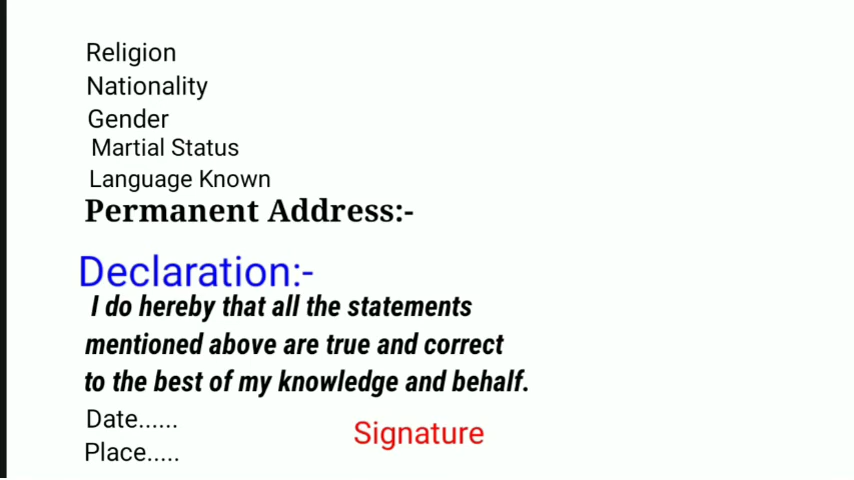 Religion
Nationality
Gender
Martial Status
Language Known
Permanent Address:-
Declaration:-
I do hereby that all the statements
mentioned above are true and correct
to the best of my knowledge and behalf.
Date......
Signature
Place.....